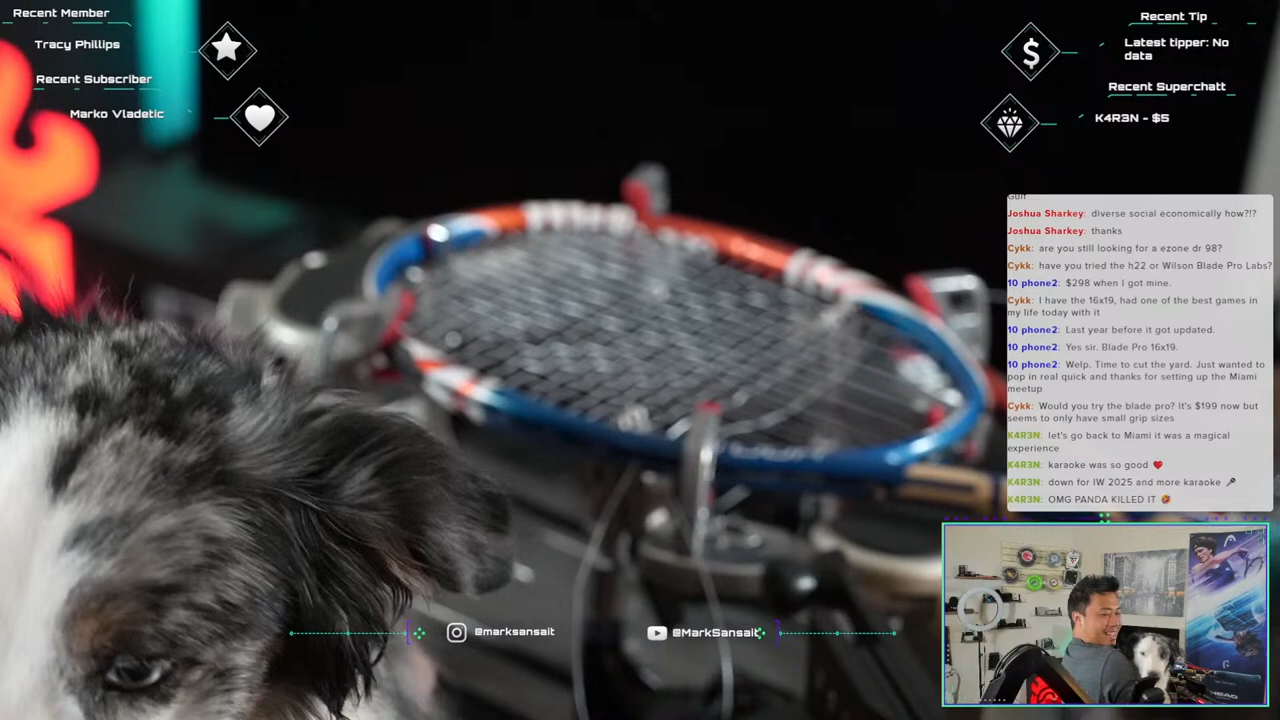 Recent Member
Tracy Phillips
Recent Subscriber
Marko Vladetic
Recent Tip
Latest tipper: No
data
Recent Superchatt
K4R3N - $5
Joshua Sharkey: diverse social economically how?!?
Joshua Sharkey: thanks
Cykk: are you still looking for a ezone dr 98?
Cykk: have you tried the h22 or Wilson Blade Pro Labs?
10 phone2: $298 when I got mine.
Cykk: I have the 16x19, had one of the best games in
my life today with it
10 phone2: Last year before it got updated.
10 phone2: Yes sir. Blade Pro 16x19.
10 phone2: Welp. Time to cut the yard. Just wanted to
pop in real quick and thanks for setting up the Miami
meetup
Cykk: Would you try the blade pro? It's $199 now but
seems to only have small grip sizes
K4R3N: let's go back to Miami it was a magical
experience
K4R3N: karaoke was so good ❤️
K4R3N: down for IW 2025 and more karaoke 🎤
K4R3N: OMG PANDA KILLED IT 🤣
@marksansait
@MarkSansait
HEAD